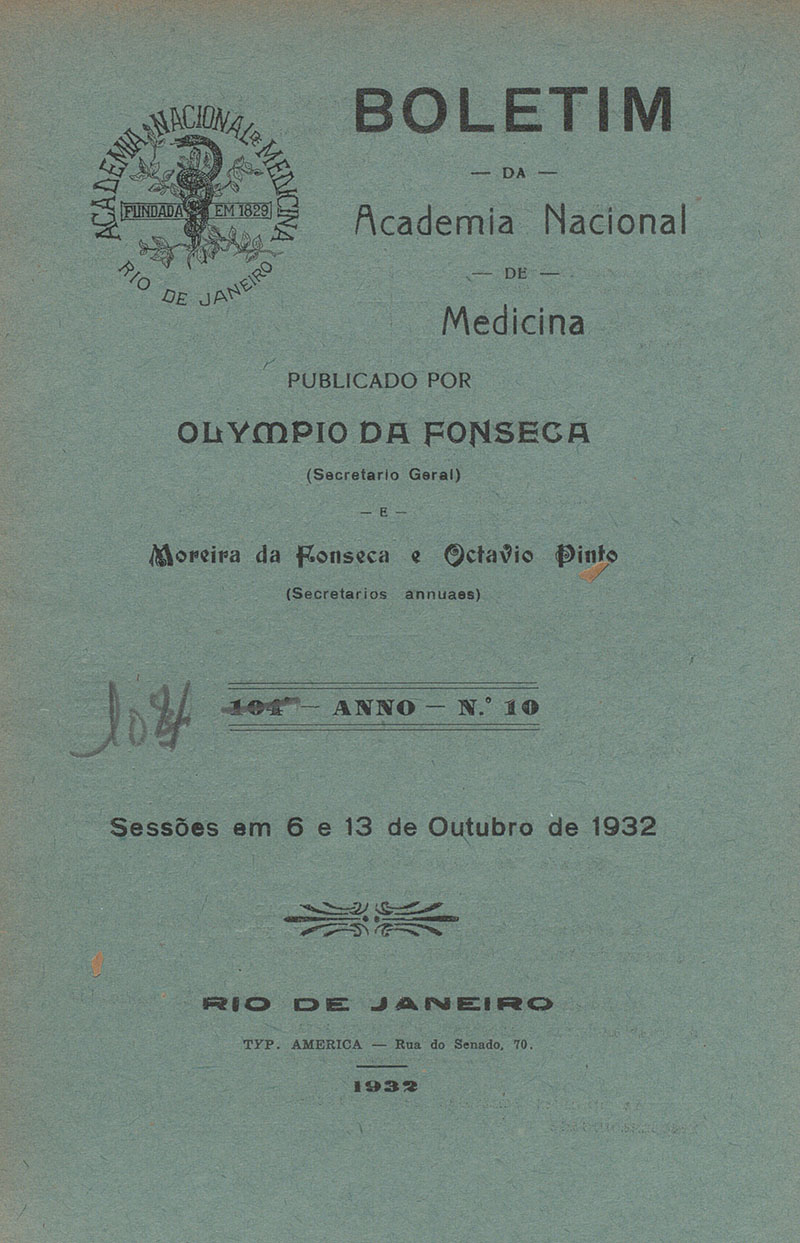 ACADEMIA NACIONAL DE MEDICINA
FUNDADA EM 1829
RIO DE JANEIRO
BOLETIM
— DA —
Academia Nacional
— DE —
Medicina
PUBLICADO POR
OLYMPIO DA FONSECA
(Secretario Geral)
— E —
Moreira da Fonseca e Octavio Pinto
(Secretarios annuaes)
104º — ANNO — N.º 10
Sessões em 6 e 13 de Outubro de 1932
RIO DE JANEIRO
TYP. AMERICA — Rua do Senado, 70.
1932